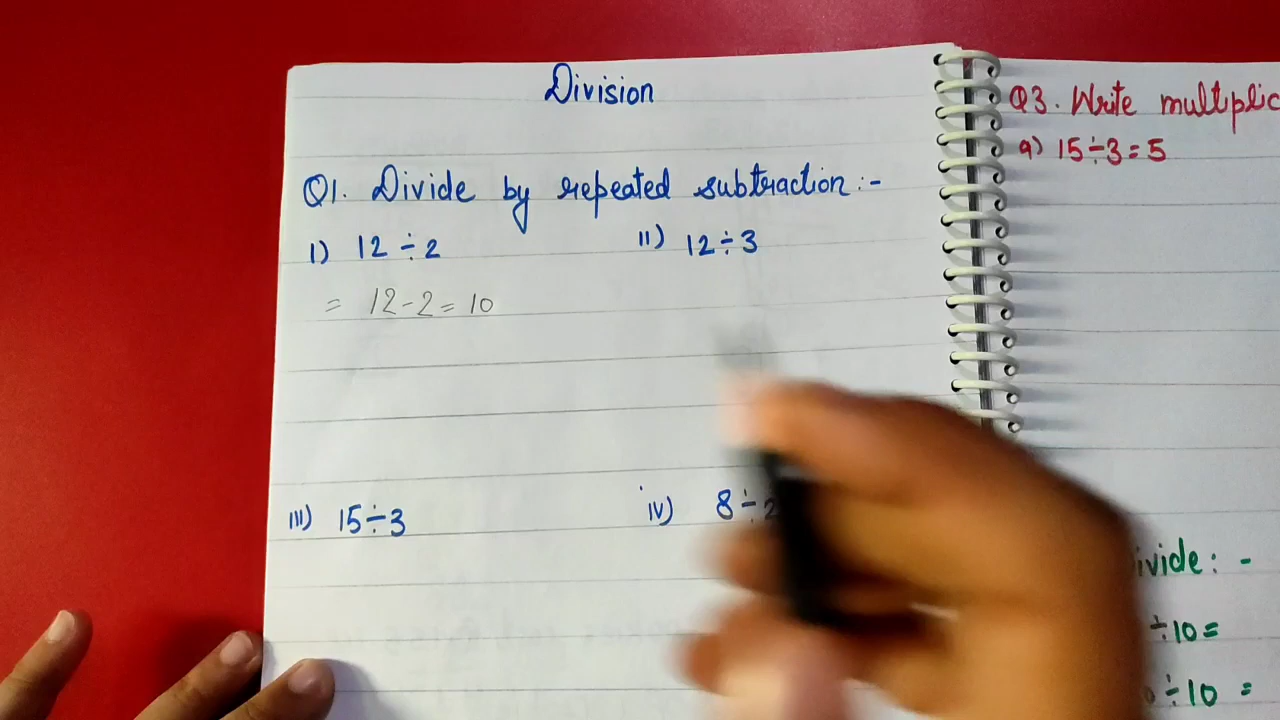 Division
Q1. Divide by repeated subtraction:-
I) 12 ÷ 2
II) 12 ÷ 3
= 12 - 2 = 10
III) 15 ÷ 3
iv) 8 ÷ 2
Q3. Write multiplic
a) 15 ÷ 3 = 5
ivide: -
÷10 =
÷10 =